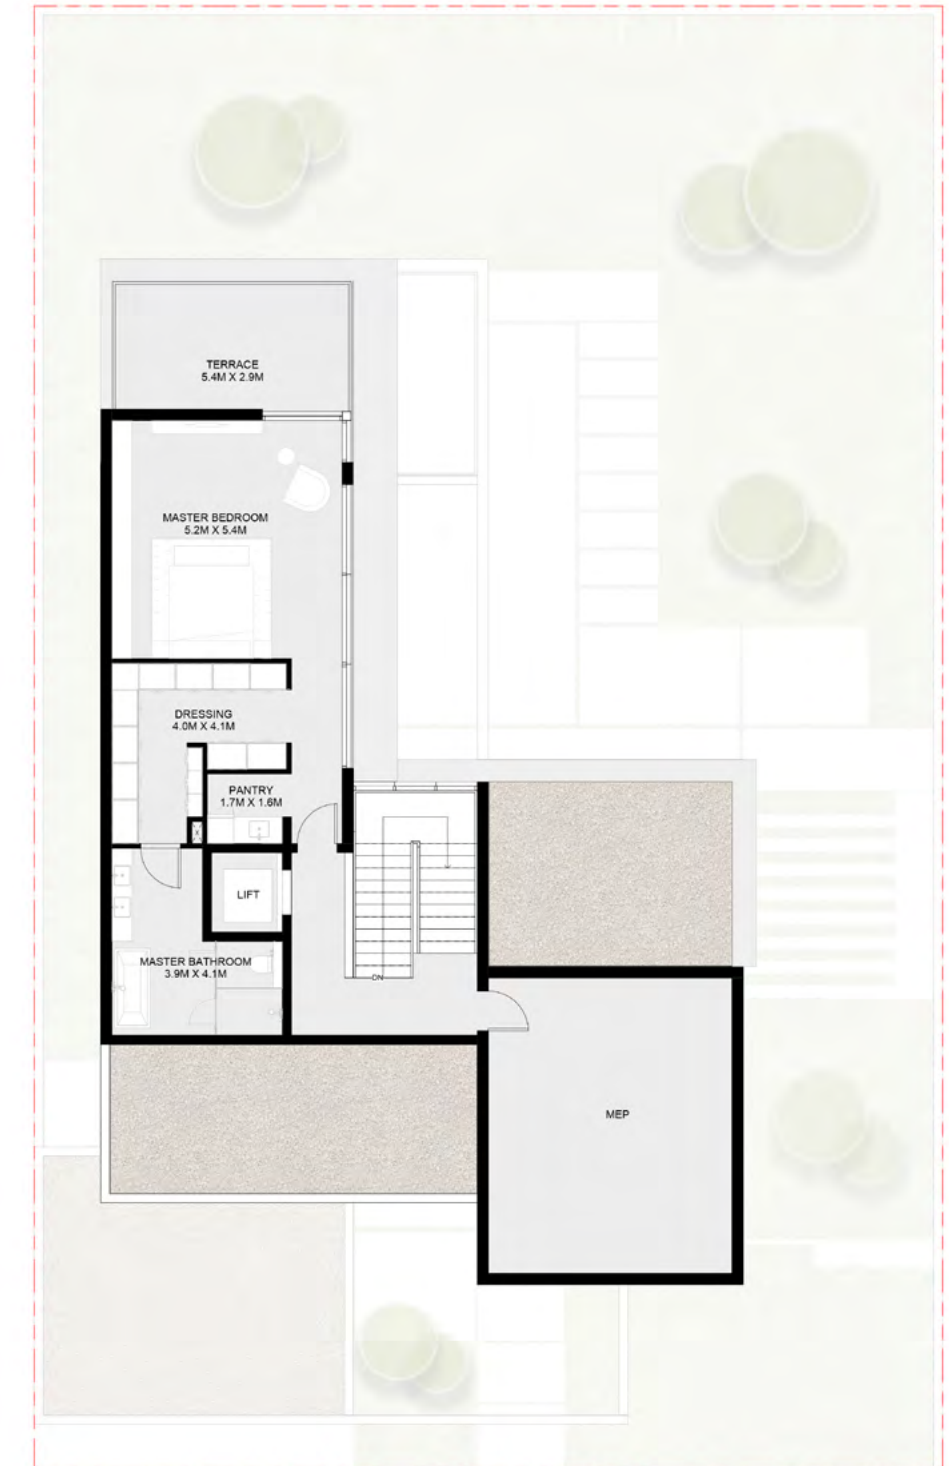 TERRACE
5.4M X 2.9M
MASTER BEDROOM
5.2M X 5.4M
DRESSING
4.0M X 4.1M
PANTRY
1.7M X 1.6M
LIFT
MASTER BATHROOM
3.9M X 4.1M
DN
MEP